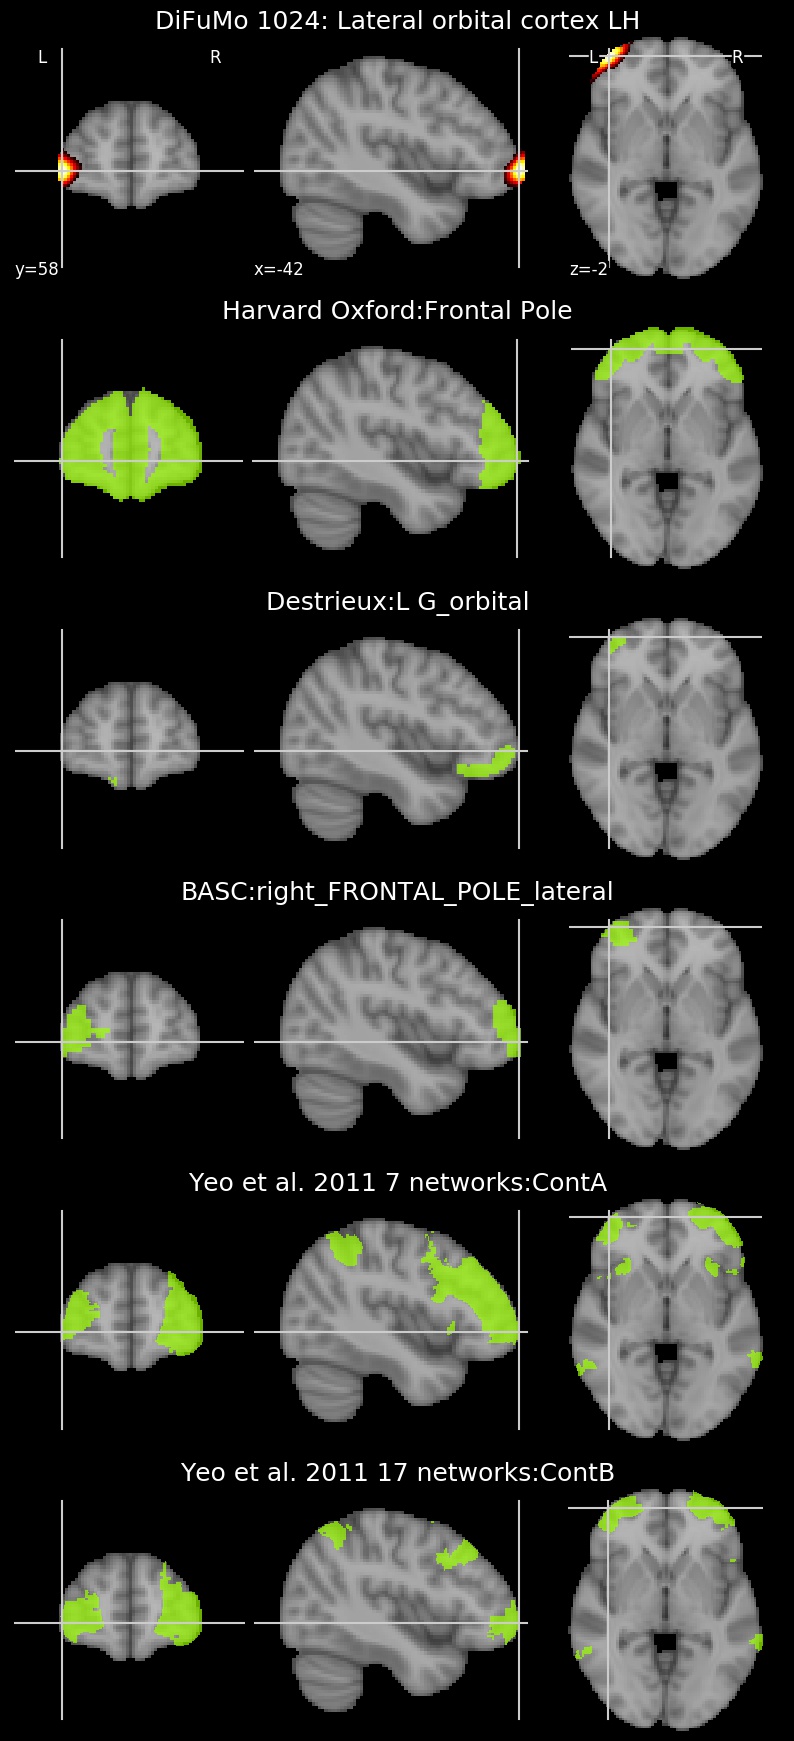 DiFuMo 1024: Lateral orbital cortex LH
L R L R
y=58 x=-42 z=-2
Harvard Oxford:Frontal Pole
Destrieux:L G_orbital
BASC:right_FRONTAL_POLE_lateral
Yeo et al. 2011 7 networks:ContA
Yeo et al. 2011 17 networks:ContB